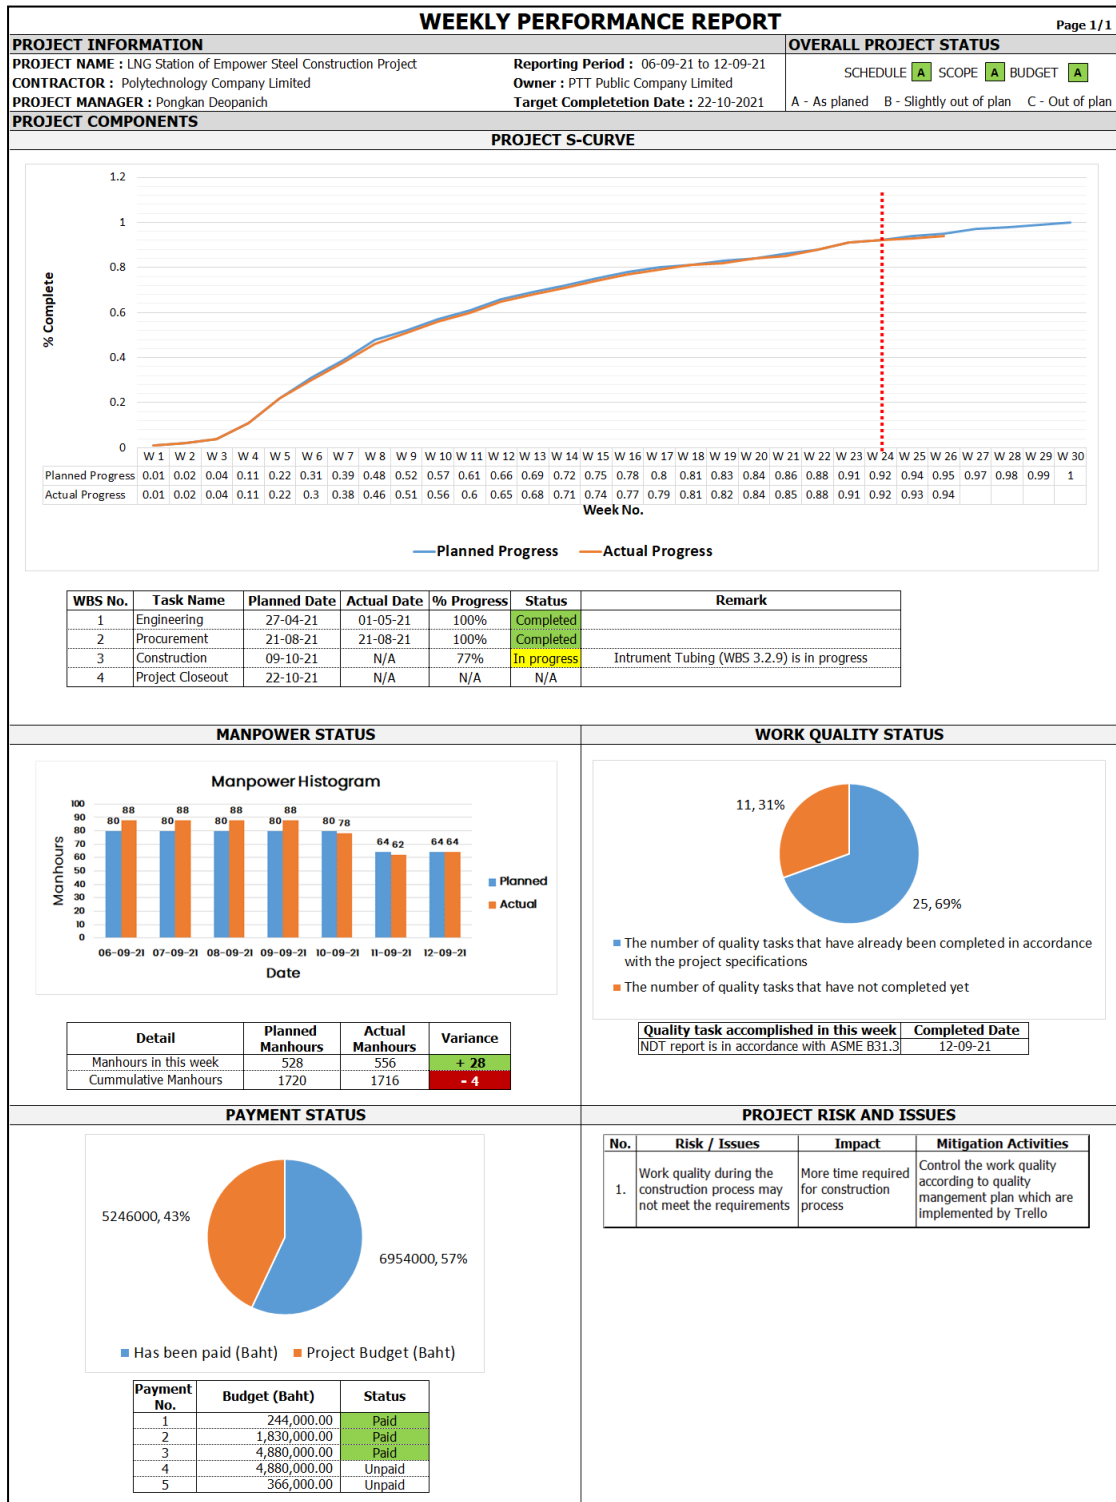 WEEKLY PERFORMANCE REPORT
Page 1/1
PROJECT INFORMATION
OVERALL PROJECT STATUS
PROJECT NAME : LNG Station of Empower Steel Construction Project
Reporting Period : 06-09-21 to 12-09-21
CONTRACTOR : Polytechnology Company Limited
Owner : PTT Public Company Limited
PROJECT MANAGER : Pongkan Deopanich
Target Completetion Date : 22-10-2021
SCHEDULE A SCOPE A BUDGET A
A - As planed B - Slightly out of plan C - Out of plan
PROJECT COMPONENTS
PROJECT S-CURVE
% Complete
1.2
1
0.8
0.6
0.4
0.2
0
W 1 W 2 W 3 W 4 W 5 W 6 W 7 W 8 W 9 W 10 W 11 W 12 W 13 W 14 W 15 W 16 W 17 W 18 W 19 W 20 W 21 W 22 W 23 W 24 W 25 W 26 W 27 W 28 W 29 W 30
Planned Progress 0.01 0.02 0.04 0.11 0.22 0.31 0.39 0.48 0.52 0.57 0.61 0.66 0.69 0.72 0.75 0.78 0.8 0.81 0.83 0.84 0.86 0.88 0.91 0.92 0.94 0.95 0.97 0.98 0.99 1
Actual Progress 0.01 0.02 0.04 0.11 0.22 0.3 0.38 0.46 0.51 0.56 0.6 0.65 0.68 0.71 0.74 0.77 0.79 0.81 0.82 0.84 0.85 0.88 0.91 0.92 0.93 0.94
Week No.
Planned Progress Actual Progress
WBS No. Task Name Planned Date Actual Date % Progress Status Remark
1 Engineering 27-04-21 01-05-21 100% Completed
2 Procurement 21-08-21 21-08-21 100% Completed
3 Construction 09-10-21 N/A 77% In progress Intrument Tubing (WBS 3.2.9) is in progress
4 Project Closeout 22-10-21 N/A N/A N/A
MANPOWER STATUS
Manpower Histogram
Manhours
100
90
80
70
60
50
40
30
20
10
0
80 88 80 88 80 88 80 88 80 78 64 62 64 64
Planned
Actual
06-09-21 07-09-21 08-09-21 09-09-21 10-09-21 11-09-21 12-09-21
Date
Detail Planned Manhours Actual Manhours Variance
Manhours in this week 528 556 + 28
Cummulative Manhours 1720 1716 - 4
WORK QUALITY STATUS
11, 31%
25, 69%
The number of quality tasks that have already been completed in accordance
with the project specifications
The number of quality tasks that have not completed yet
Quality task accomplished in this week Completed Date
NDT report is in accordance with ASME B31.3 12-09-21
PAYMENT STATUS
5246000, 43%
6954000, 57%
Has been paid (Baht) Project Budget (Baht)
Payment No. Budget (Baht) Status
1 244,000.00 Paid
2 1,830,000.00 Paid
3 4,880,000.00 Paid
4 4,880,000.00 Unpaid
5 366,000.00 Unpaid
PROJECT RISK AND ISSUES
No. Risk / Issues Impact Mitigation Activities
1.
Work quality during the
construction process may
not meet the requirements
More time required
for construction
process
Control the work quality
according to quality
mangement plan which are
implemented by Trello